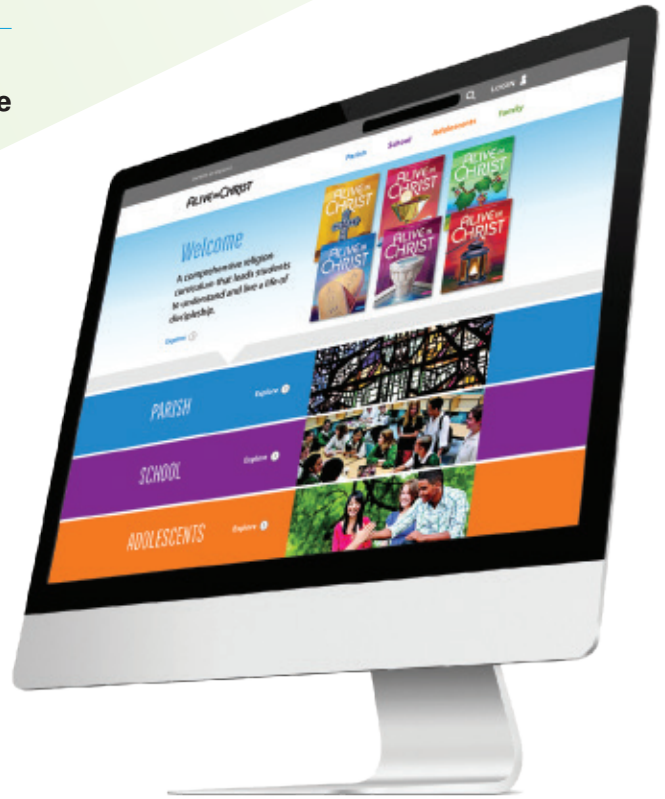 e
LOGIN
Parish School Adolescents Family
ALIVE IN CHRIST
Welcome
A comprehensive religion
curriculum that leads students
to understand and live a life of
discipleship.
Explore
ALIVE IN
CHRIST
ALIVE IN
CHRIST
ALIVE IN
CHRIST
ALIVE IN
CHRIST
ALIVE IN
CHRIST
ALIVE IN
CHRIST
PARISH Explore
SCHOOL Explore
ADOLESCENTS Explore